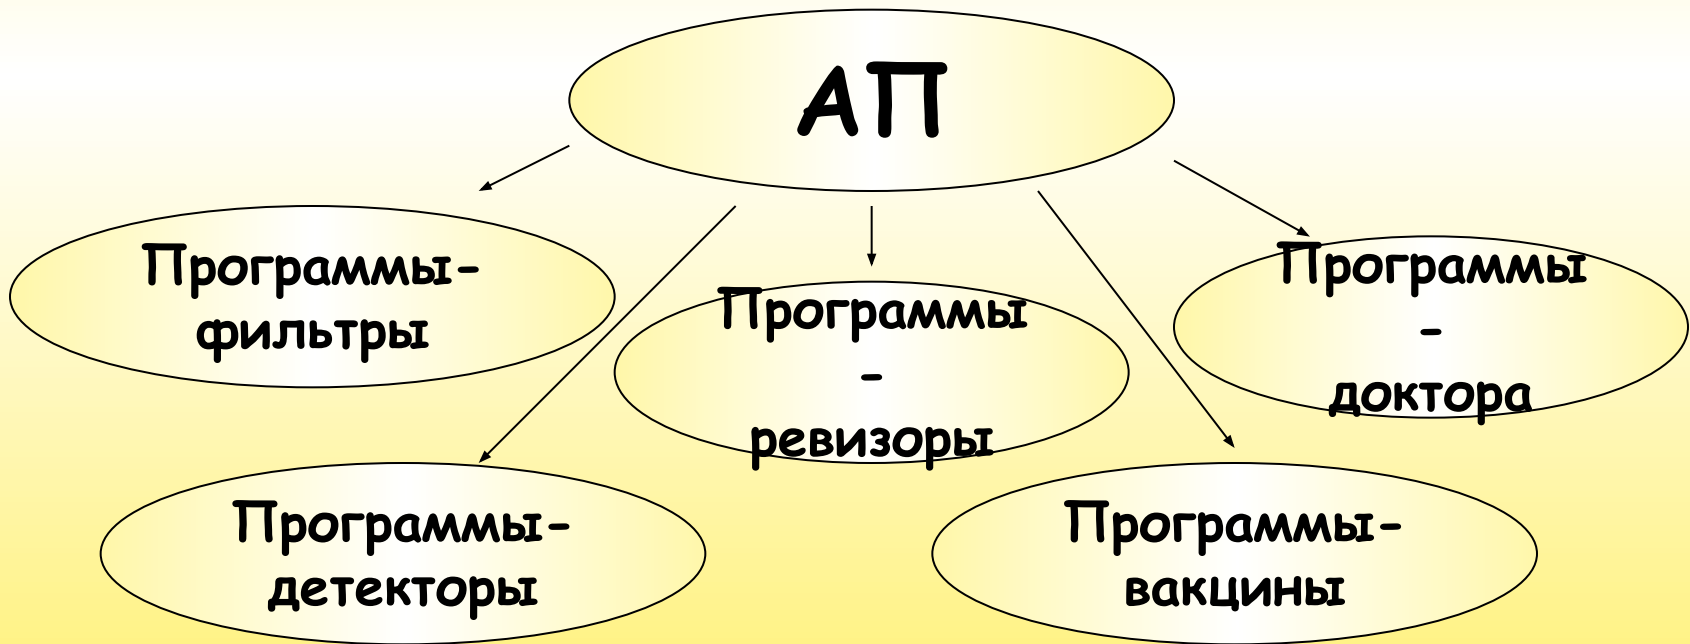 АП
Программы-
фильтры
Программы
-
ревизоры
Программы
-
доктора
Программы-
детекторы
Программы-
вакцины